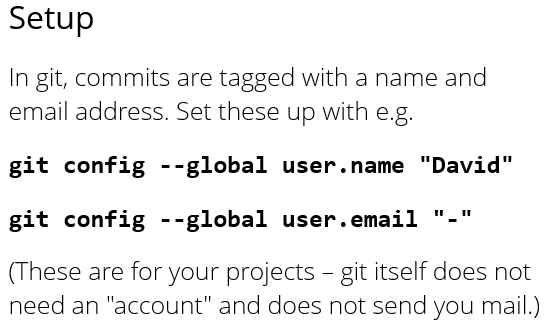 Setup
In git, commits are tagged with a name and
email address. Set these up with e.g.
git config --global user.name "David"
git config --global user.email "-"
(These are for your projects – git itself does not
need an "account" and does not send you mail.)